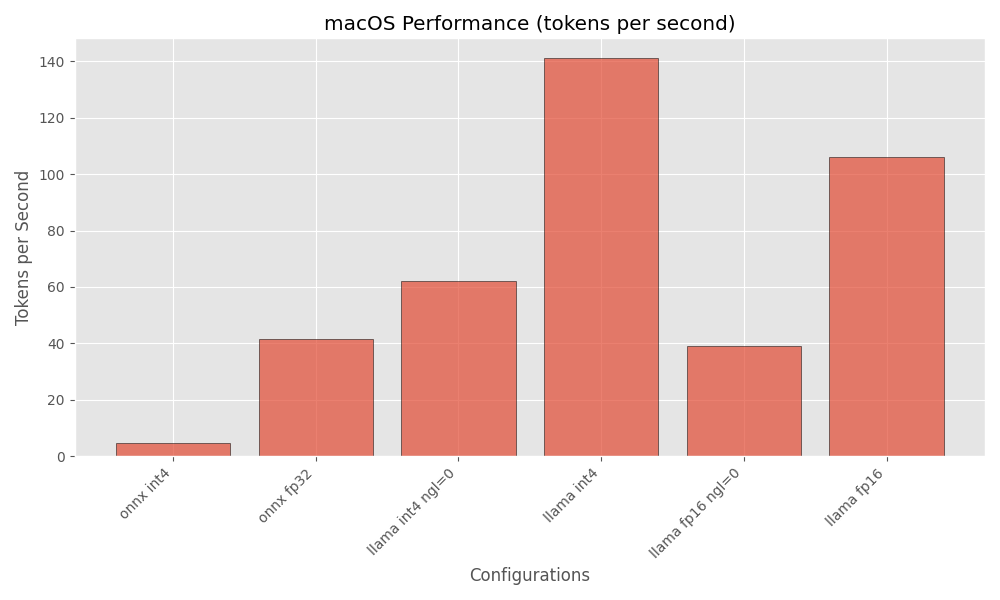 macOS Performance (tokens per second)
Tokens per Second
140
120
100
80
60
40
20
0
onnx int4
onnx fp32
llama int4 ngl=0
llama int4
llama fp16 ngl=0
llama fp16
Configurations